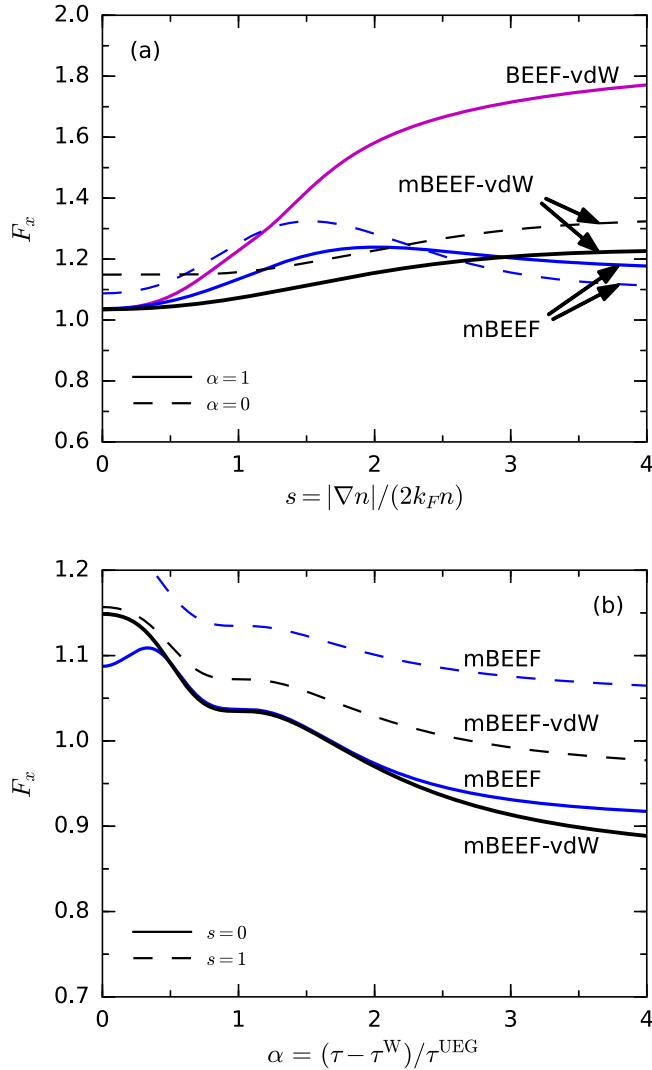 2.0
(a)
BEEF-vdW
1.8
1.6
mBEEF-vdW
1.4
F_x
1.2
mBEEF
1.0
α = 1
α = 0
0.8
0.6
0 1 2 3 4
s = |∇n|/(2k_F n)
1.2
(b)
mBEEF
1.1
mBEEF-vdW
1.0
F_x
mBEEF
0.9
mBEEF-vdW
s = 0
s = 1
0.8
0.7
0 1 2 3 4
α = (τ − τ^W)/τ^UEG